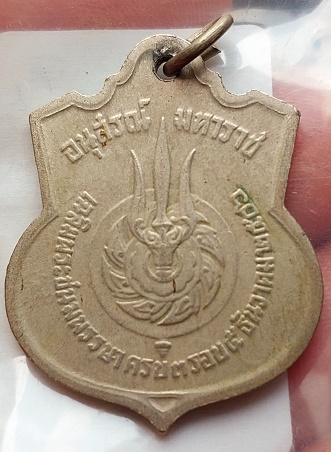 อนุสรณ์ มหาราช
เฉลิมพระชนมพรรษาครบ ๓ รอบ ๕ ธันวาคม ๒๕๐๖